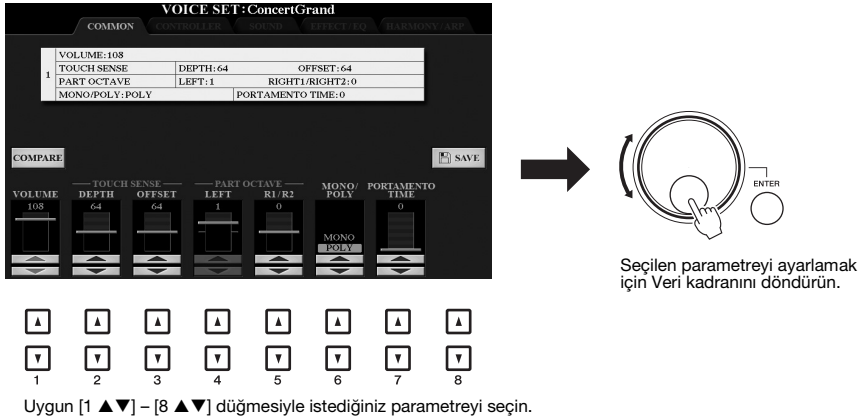 VOICE SET:ConcertGrand
COMMON CONTROLLER SOUND EFFECT/EQ HARMONY/ARP
VOLUME:108
1 TOUCH SENSE DEPTH:64 OFFSET:64
PART OCTAVE LEFT:1 RIGHT1/RIGHT2:0
MONO/POLY:POLY PORTAMENTO TIME:0
COMPARE SAVE
TOUCH SENSE PART OCTAVE MONO/ PORTAMENTO
VOLUME DEPTH OFFSET LEFT R1/R2 POLY TIME
108 64 64 1 0 0
MONO
POLY
ENTER
Seçilen parametreyi ayarlamak
için Veri kadranını döndürün.
▲ ▲ ▲ ▲ ▲ ▲ ▲ ▲
▼ ▼ ▼ ▼ ▼ ▼ ▼ ▼
1 2 3 4 5 6 7 8
Uygun [1 ▲▼] – [8 ▲▼] düğmesiyle istediğiniz parametreyi seçin.